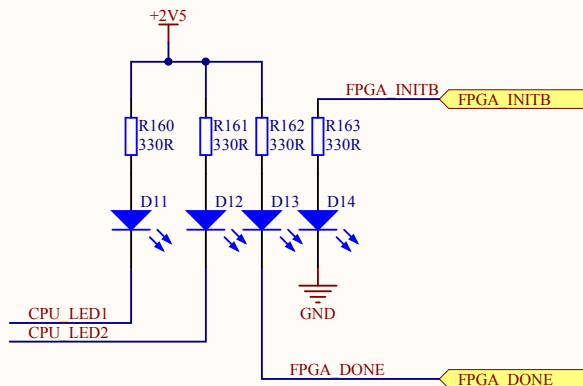 +2V5
FPGA_INITB
FPGA_INITB
R160
330R
R161
330R
R162
330R
R163
330R
D11
D12
D13
D14
CPU_LED1
GND
CPU_LED2
FPGA_DONE
FPGA_DONE